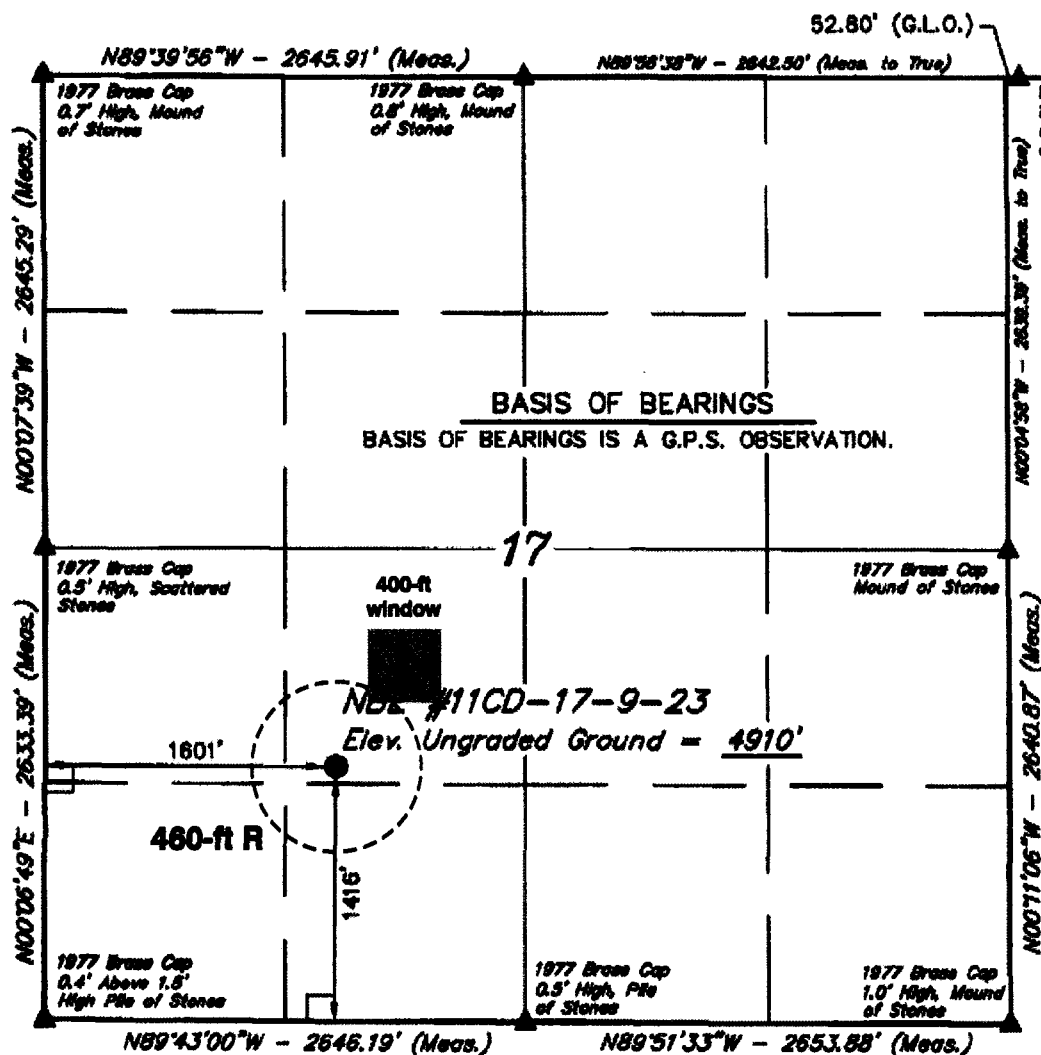 52.80' (G.L.O.)
N89°39'56"W - 2645.91' (Meas.)
N89°56'38"W - 2642.50' (Meas. to True)
1977 Brass Cap
0.7' High, Mound
of Stones
1977 Brass Cap
0.8' High, Mound
of Stones
N00°07'39"W - 2645.29' (Meas.)
N00°04'58"W - 2639.39' (Meas. to True)
BASIS OF BEARINGS
BASIS OF BEARINGS IS A G.P.S. OBSERVATION.
17
1977 Brass Cap
0.5' High, Scattered
Stones
400-ft
window
1977 Brass Cap
Mound of Stones
#11CD-17-9-23
Elev. Ungraded Ground = 4910'
1601'
460-ft R
1416'
N00°06'49"E - 2633.39' (Meas.)
N00°11'06"W - 2640.87' (Meas.)
1977 Brass Cap
0.4' Above 1.5'
High Pile of Stones
1977 Brass Cap
0.5' High, Pile
of Stones
1977 Brass Cap
1.0' High, Mound
of Stones
N89°43'00"W - 2646.19' (Meas.)
N89°51'33"W - 2653.88' (Meas.)